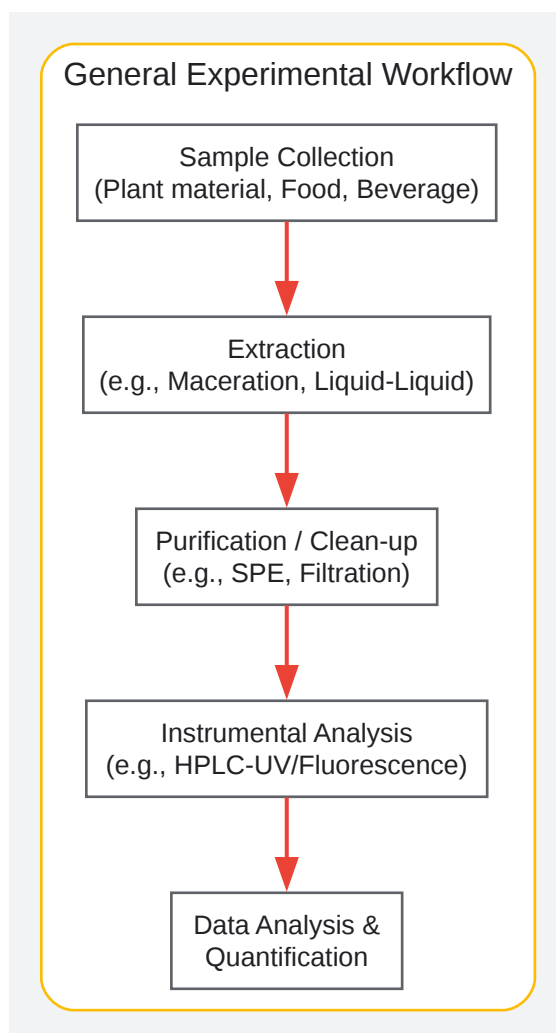 General Experimental Workflow
Sample Collection
(Plant material, Food, Beverage)
Extraction
(e.g., Maceration, Liquid-Liquid)
Purification / Clean-up
(e.g., SPE, Filtration)
Instrumental Analysis
(e.g., HPLC-UV/Fluorescence)
Data Analysis &
Quantification